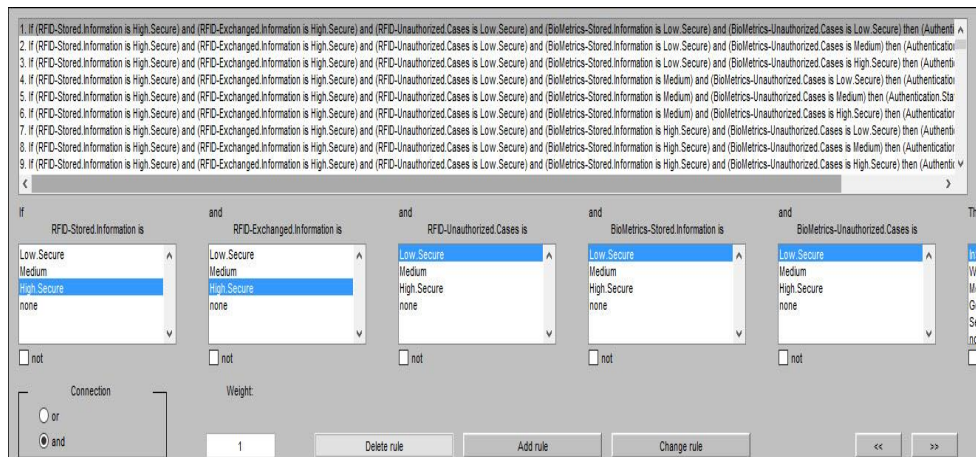 1. If (RFID-Stored.Information is High.Secure) and (RFID-Exchanged.Information is High.Secure) and (RFID-Unauthorized.Cases is Low.Secure) and (BioMetrics-Stored.Information is Low.Secure) and (BioMetrics-Unauthorized.Cases is Low.Secure) then (Authenti
2. If (RFID-Stored.Information is High.Secure) and (RFID-Exchanged.Information is High.Secure) and (RFID-Unauthorized.Cases is Low.Secure) and (BioMetrics-Stored.Information is Low.Secure) and (BioMetrics-Unauthorized.Cases is Medium) then (Authentication
3. If (RFID-Stored.Information is High.Secure) and (RFID-Exchanged.Information is High.Secure) and (RFID-Unauthorized.Cases is Low.Secure) and (BioMetrics-Stored.Information is Low.Secure) and (BioMetrics-Unauthorized.Cases is High.Secure) then (Authenti
4. If (RFID-Stored.Information is High.Secure) and (RFID-Exchanged.Information is High.Secure) and (RFID-Unauthorized.Cases is Low.Secure) and (BioMetrics-Stored.Information is Medium) and (BioMetrics-Unauthorized.Cases is Low.Secure) then (Authentication
5. If (RFID-Stored.Information is High.Secure) and (RFID-Exchanged.Information is High.Secure) and (RFID-Unauthorized.Cases is Low.Secure) and (BioMetrics-Stored.Information is Medium) and (BioMetrics-Unauthorized.Cases is Medium) then (Authentication.Stat
6. If (RFID-Stored.Information is High.Secure) and (RFID-Exchanged.Information is High.Secure) and (RFID-Unauthorized.Cases is Low.Secure) and (BioMetrics-Stored.Information is Medium) and (BioMetrics-Unauthorized.Cases is High.Secure) then (Authentication
7. If (RFID-Stored.Information is High.Secure) and (RFID-Exchanged.Information is High.Secure) and (RFID-Unauthorized.Cases is Low.Secure) and (BioMetrics-Stored.Information is High.Secure) and (BioMetrics-Unauthorized.Cases is Low.Secure) then (Authenti
8. If (RFID-Stored.Information is High.Secure) and (RFID-Exchanged.Information is High.Secure) and (RFID-Unauthorized.Cases is Low.Secure) and (BioMetrics-Stored.Information is High.Secure) and (BioMetrics-Unauthorized.Cases is Medium) then (Authentication
9. If (RFID-Stored.Information is High.Secure) and (RFID-Exchanged.Information is High.Secure) and (RFID-Unauthorized.Cases is Low.Secure) and (BioMetrics-Stored.Information is High.Secure) and (BioMetrics-Unauthorized.Cases is High.Secure) then (Authentic
If and and and and Th
RFID-Stored.Information is RFID-Exchanged.Information is RFID-Unauthorized.Cases is BioMetrics-Stored.Information is BioMetrics-Unauthorized.Cases is
Low.Secure Low.Secure Low.Secure Low.Secure Low.Secure
Medium Medium Medium Medium Medium
High.Secure High.Secure High.Secure High.Secure High.Secure
none none none none none
not not not not not
Connection Weight:
or
and 1 Delete rule Add rule Change rule << >>